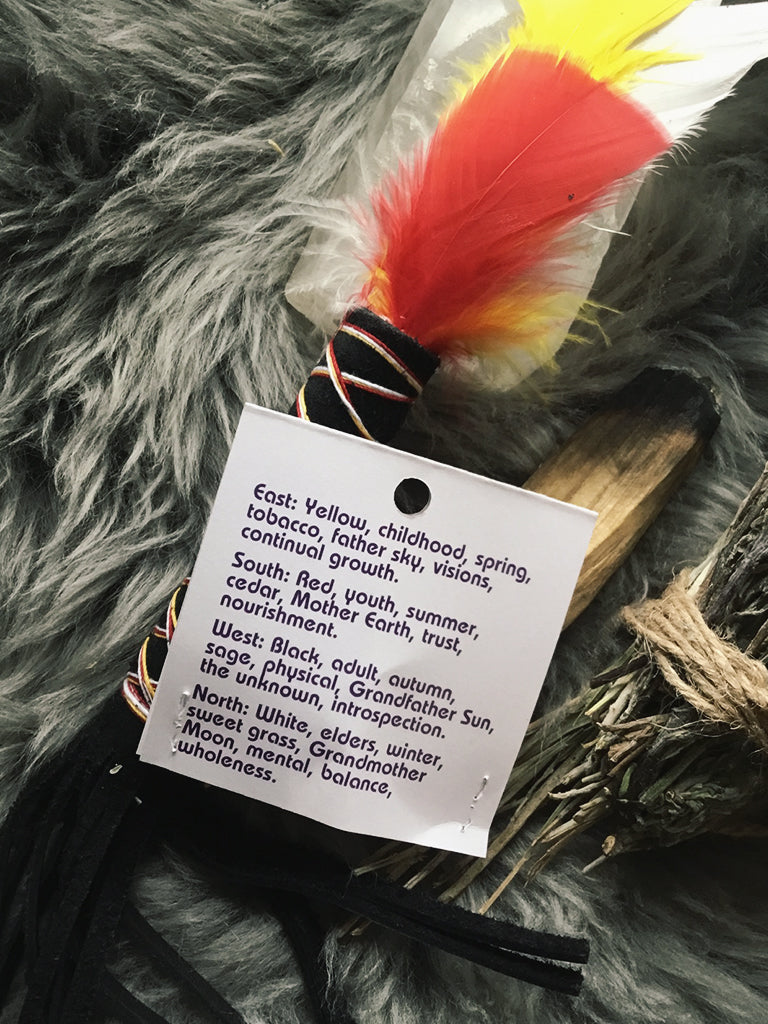 East: Yellow, childhood, spring,
tobacco, father sky, visions,
continual growth.
South: Red, youth, summer,
cedar, Mother Earth, trust,
nourishment.
West: Black, adult, autumn,
sage, physical, Grandfather Sun,
the unknown, introspection.
North: White, elders, winter,
sweet grass, Grandmother
Moon, mental, balance,
wholeness.